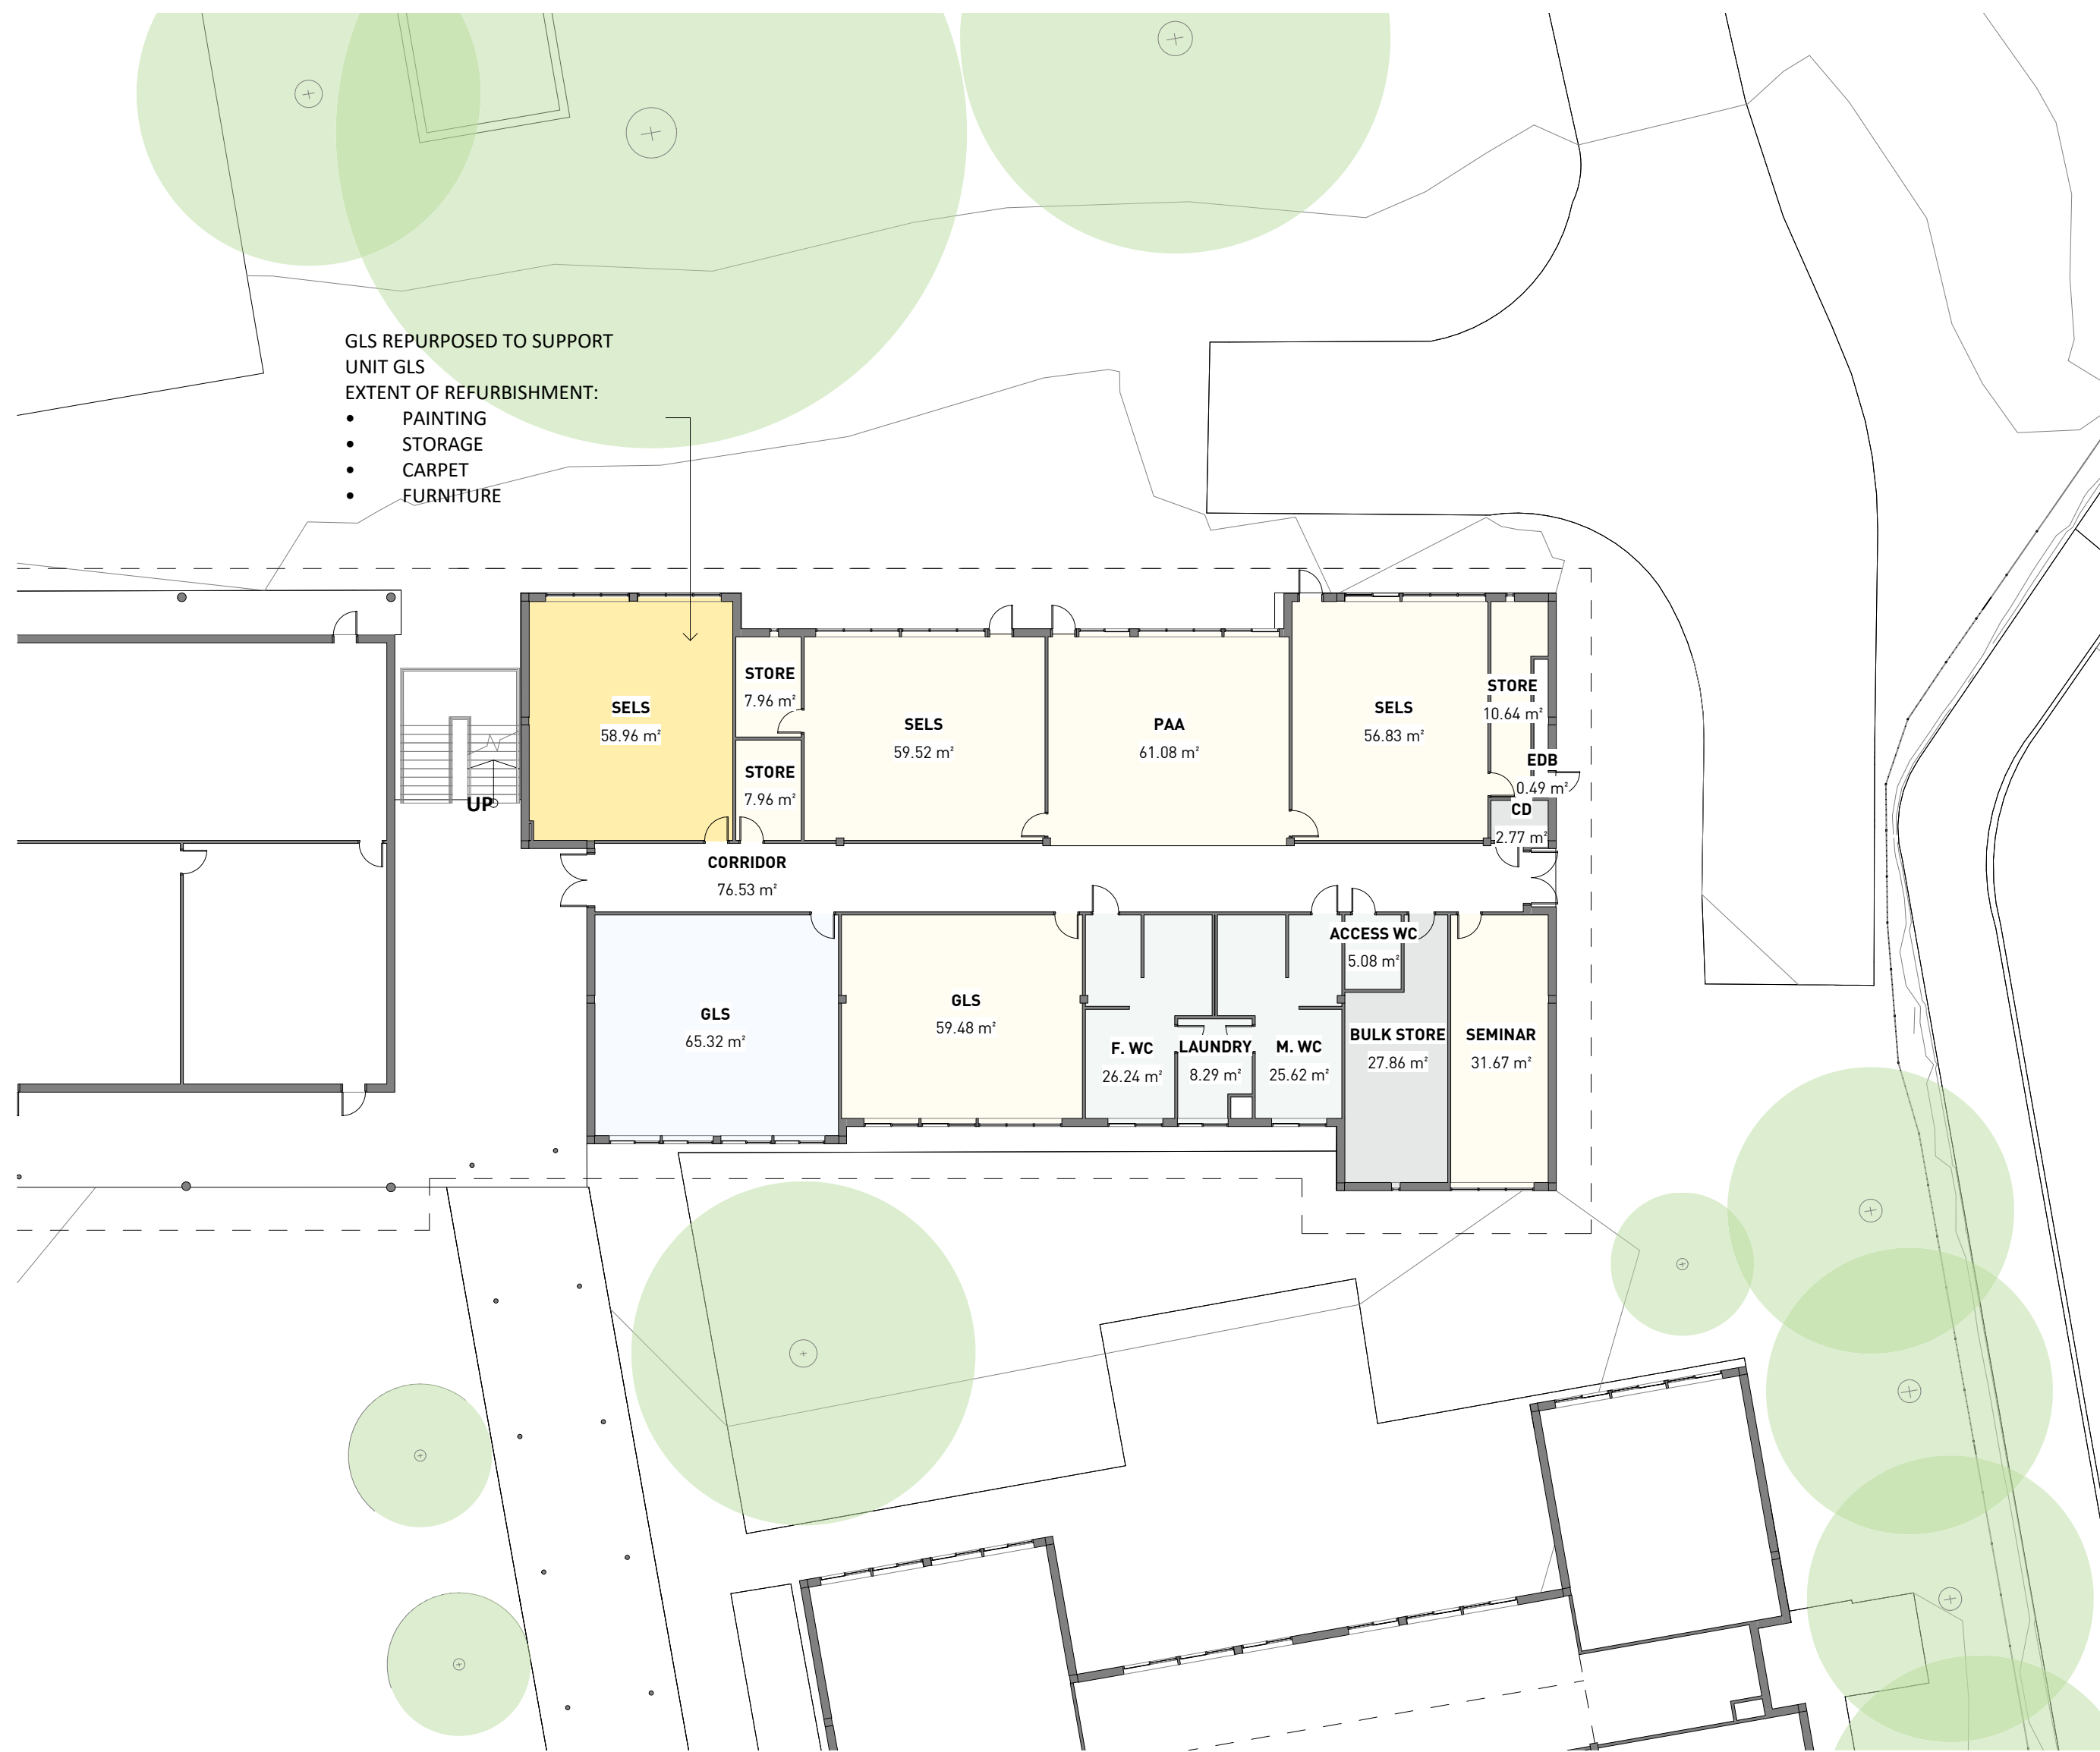 GLS REPURPOSED TO SUPPORT
UNIT GLS
EXTENT OF REFURBISHMENT:
• PAINTING
• STORAGE
• CARPET
• FURNITURE
SELS
58.96 m²
STORE
7.96 m²
STORE
7.96 m²
SELS
59.52 m²
PAA
61.08 m²
SELS
56.83 m²
STORE
10.64 m²
EDB
0.49 m²
CD
2.77 m²
UP
CORRIDOR
76.53 m²
GLS
65.32 m²
GLS
59.48 m²
F. WC
26.24 m²
LAUNDRY
8.29 m²
M. WC
25.62 m²
ACCESS WC
5.08 m²
BULK STORE
27.86 m²
SEMINAR
31.67 m²